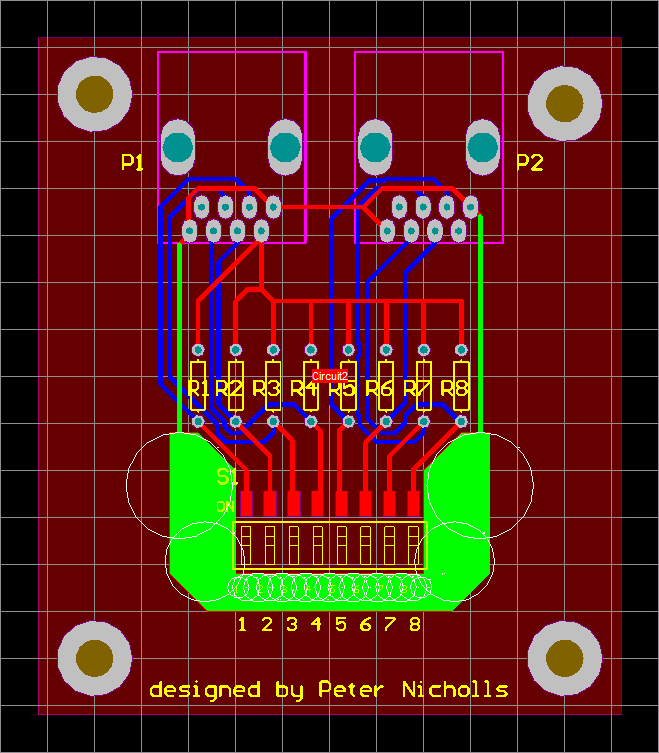 P1
P2
Circuit2
R1 R2 R3 R4 R5 R6 R7 R8
S1
ON
1 2 3 4 5 6 7 8
designed by Peter Nicholls